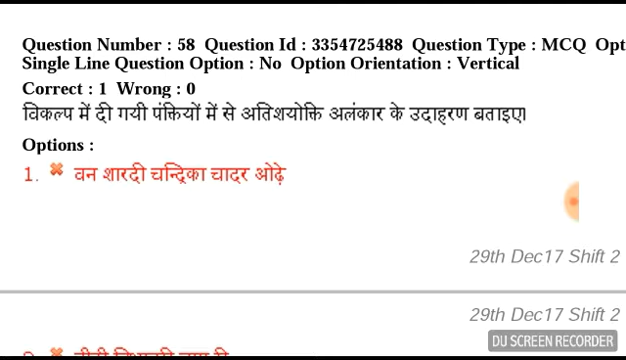 Question Number : 58 Question Id : 3354725488 Question Type : MCQ Opt
Single Line Question Option : No Option Orientation : Vertical
Correct : 1 Wrong : 0
विकल्प में दी गयी पंक्तियों में से अतिशयोक्ति अलंकार के उदाहरण बताइए।
Options :
1. वन शारदी चन्द्रिका चादर ओढ़े
29th Dec17 Shift 2
29th Dec17 Shift 2
DU SCREEN RECORDER